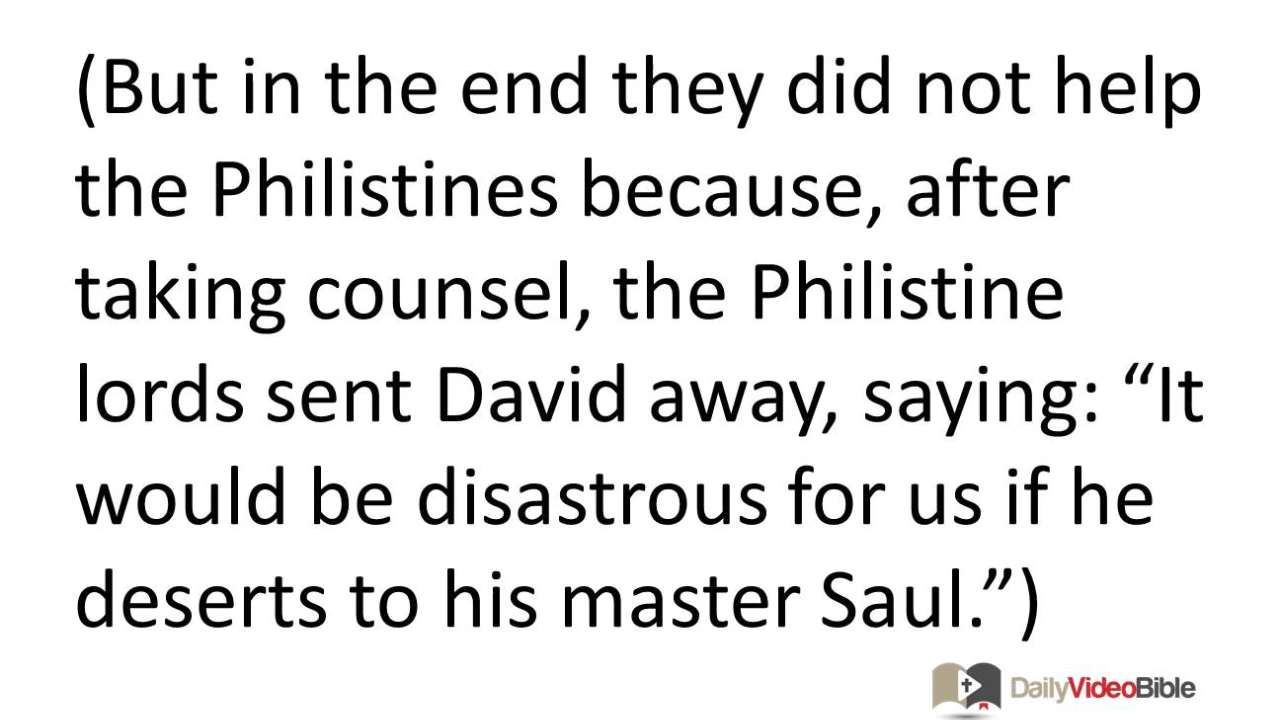 (But in the end they did not help
the Philistines because, after
taking counsel, the Philistine
lords sent David away, saying: “It
would be disastrous for us if he
deserts to his master Saul.”)
DailyVideoBible